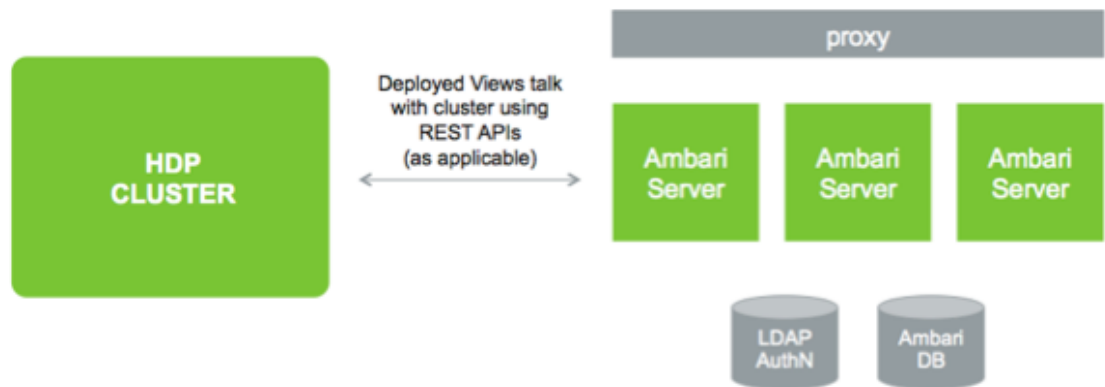 HDP
CLUSTER
Deployed Views talk
with cluster using
REST APIs
(as applicable)
proxy
Ambari
Server
Ambari
Server
Ambari
Server
LDAP
AuthN
Ambari
DB